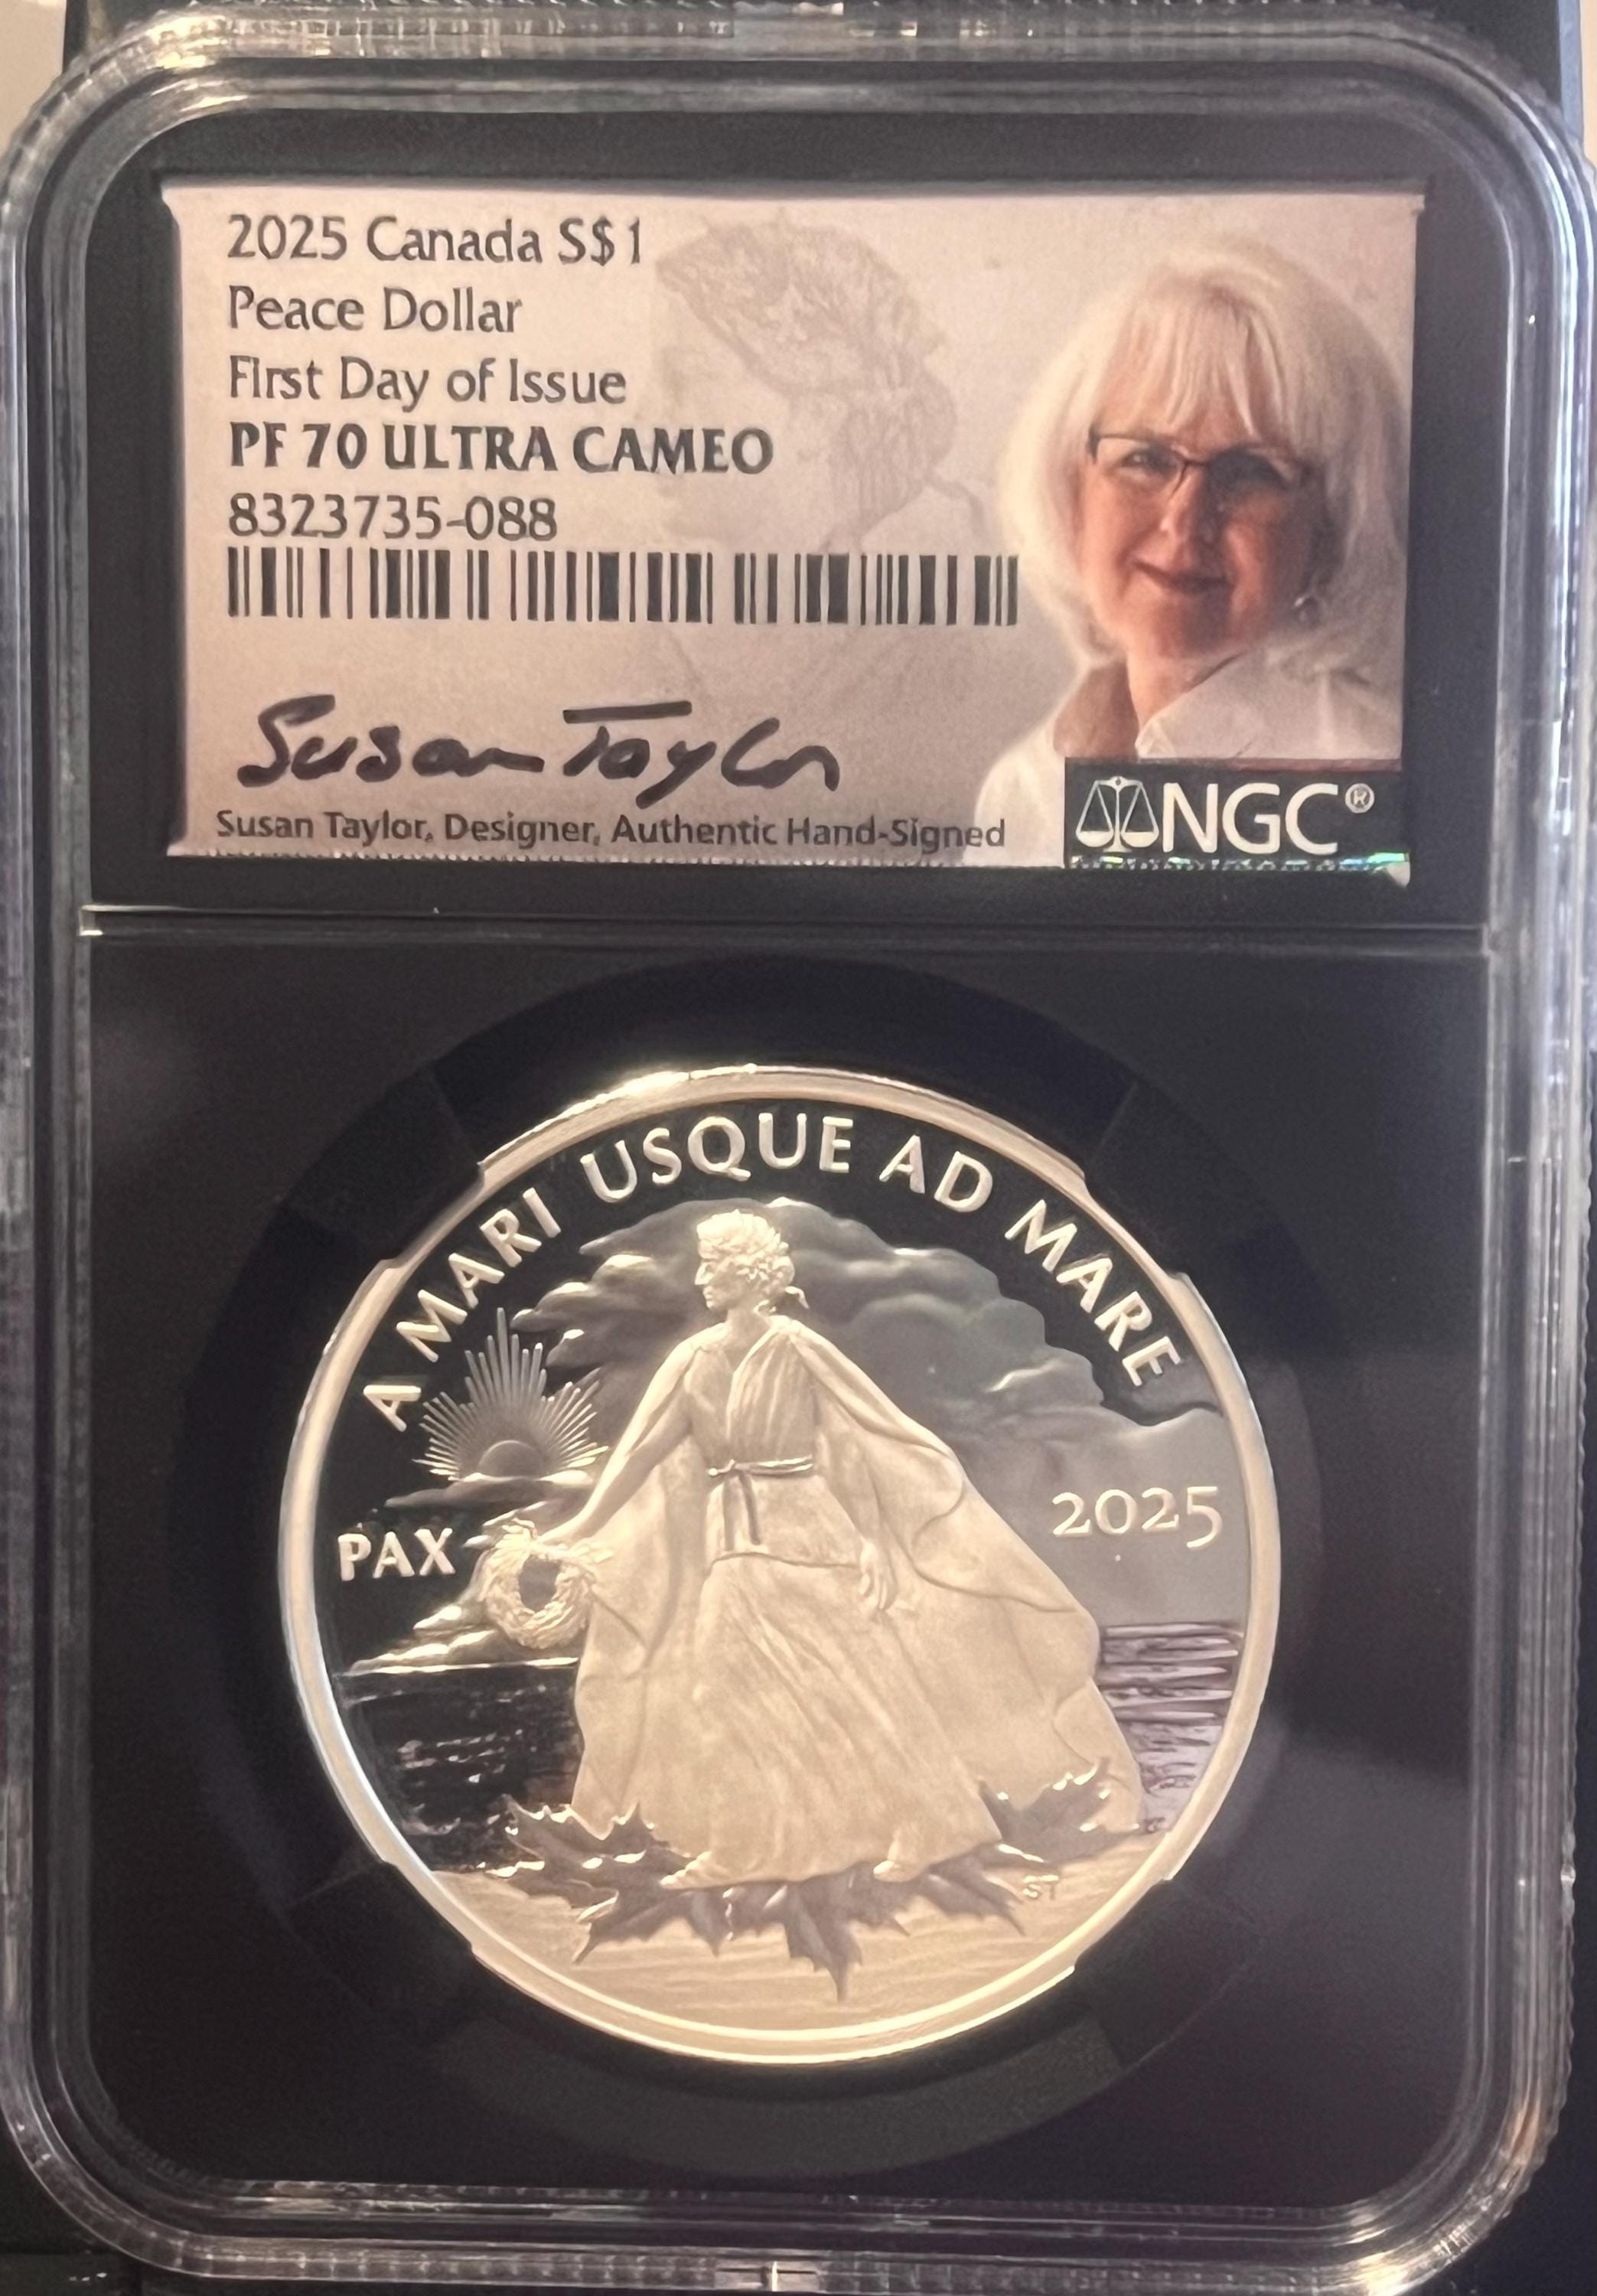 2025 Canada S$1
Peace Dollar
First Day of Issue
PF 70 ULTRA CAMEO
8323735-088
Susan Taylor
Susan Taylor, Designer, Authentic Hand-Signed
NGC®
A MARI USQUE AD MARE
PAX
2025
ST